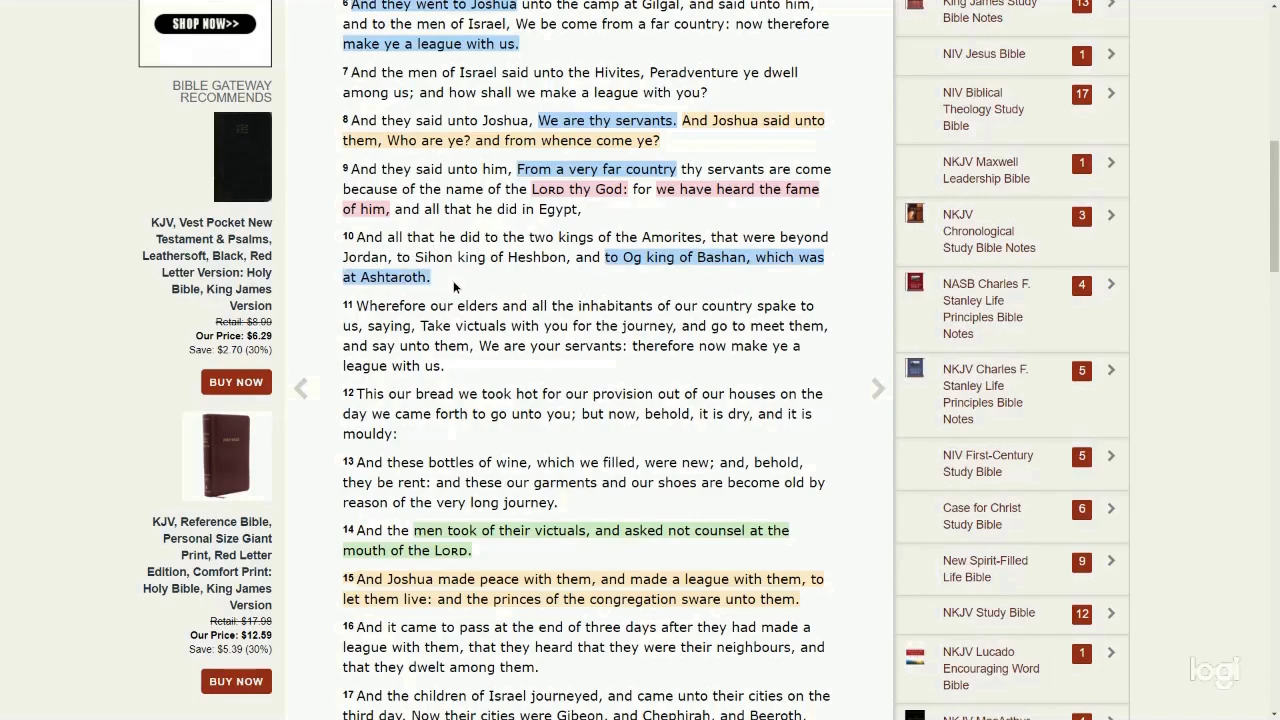 SHOP NOW>>
BIBLE GATEWAY
RECOMMENDS
KJV, Vest Pocket New
Testament & Psalms,
Leathersoft, Black, Red
Letter Version: Holy
Bible, King James
Version
Retail: $8.99
Our Price: $6.29
Save: $2.70 (30%)
BUY NOW
KJV, Reference Bible,
Personal Size Giant
Print, Red Letter
Edition, Comfort Print:
Holy Bible, King James
Version
Retail: $17.98
Our Price: $12.59
Save: $5.39 (30%)
BUY NOW
6 And they went to Joshua unto the camp at Gilgal, and said unto him,
and to the men of Israel, We be come from a far country: now therefore
make ye a league with us.
7 And the men of Israel said unto the Hivites, Peradventure ye dwell
among us; and how shall we make a league with you?
8 And they said unto Joshua, We are thy servants. And Joshua said unto
them, Who are ye? and from whence come ye?
9 And they said unto him, From a very far country thy servants are come
because of the name of the LORD thy God: for we have heard the fame
of him, and all that he did in Egypt,
10 And all that he did to the two kings of the Amorites, that were beyond
Jordan, to Sihon king of Heshbon, and to Og king of Bashan, which was
at Ashtaroth.
11 Wherefore our elders and all the inhabitants of our country spake to
us, saying, Take victuals with you for the journey, and go to meet them,
and say unto them, We are your servants: therefore now make ye a
league with us.
12 This our bread we took hot for our provision out of our houses on the
day we came forth to go unto you; but now, behold, it is dry, and it is
mouldy:
13 And these bottles of wine, which we filled, were new; and, behold,
they be rent: and these our garments and our shoes are become old by
reason of the very long journey.
14 And the men took of their victuals, and asked not counsel at the
mouth of the LORD.
15 And Joshua made peace with them, and made a league with them, to
let them live: and the princes of the congregation sware unto them.
16 And it came to pass at the end of three days after they had made a
league with them, that they heard that they were their neighbours, and
that they dwelt among them.
17 And the children of Israel journeyed, and came unto their cities on the
third day. Now their cities were Gibeon, and Chephirah, and Beeroth,
King James Study
Bible Notes
13
NIV Jesus Bible
1
NIV Biblical
Theology Study
Bible
17
NKJV Maxwell
Leadership Bible
1
NKJV
Chronological
Study Bible Notes
3
NASB Charles F.
Stanley Life
Principles Bible
Notes
4
NKJV Charles F.
Stanley Life
Principles Bible
Notes
5
NIV First-Century
Study Bible
5
Case for Christ
Study Bible
6
New Spirit-Filled
Life Bible
9
NKJV Study Bible
12
NKJV Lucado
Encouraging Word
Bible
1
NKJV MacArthur
logi